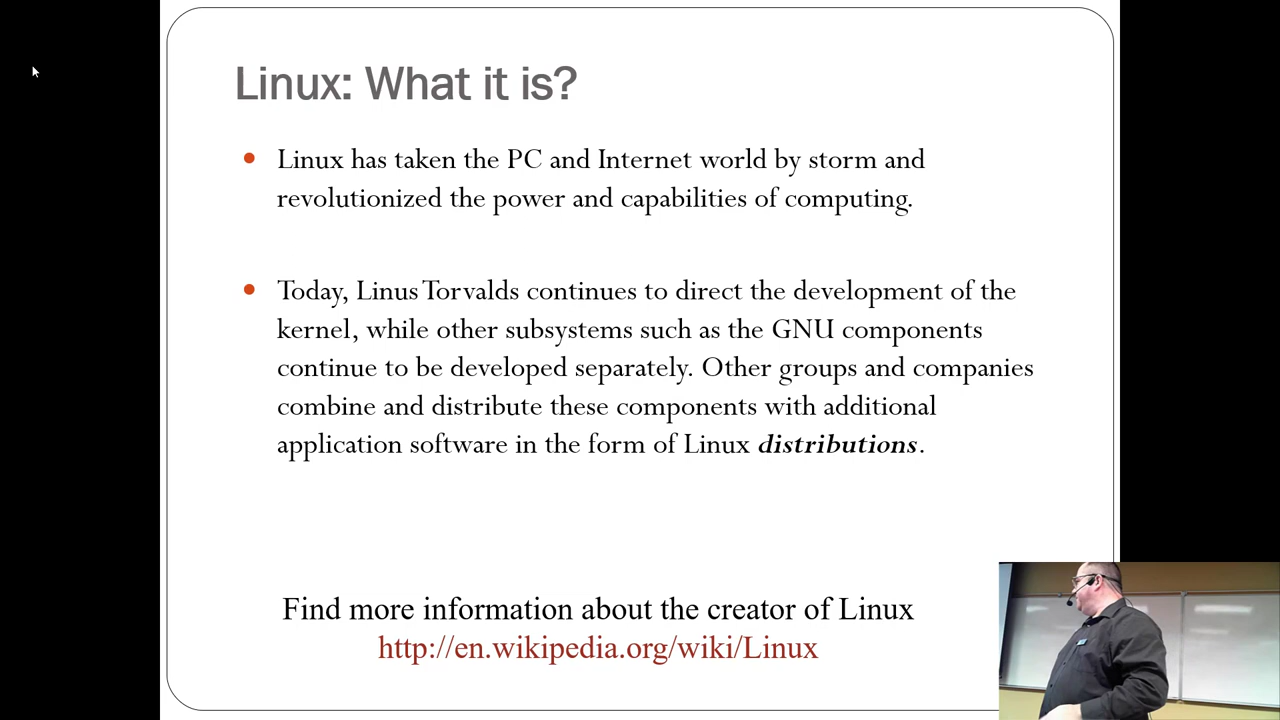 Linux: What it is?
Linux has taken the PC and Internet world by storm and
revolutionized the power and capabilities of computing.
Today, Linus Torvalds continues to direct the development of the
kernel, while other subsystems such as the GNU components
continue to be developed separately. Other groups and companies
combine and distribute these components with additional
application software in the form of Linux distributions.
Find more information about the creator of Linux
http://en.wikipedia.org/wiki/Linux